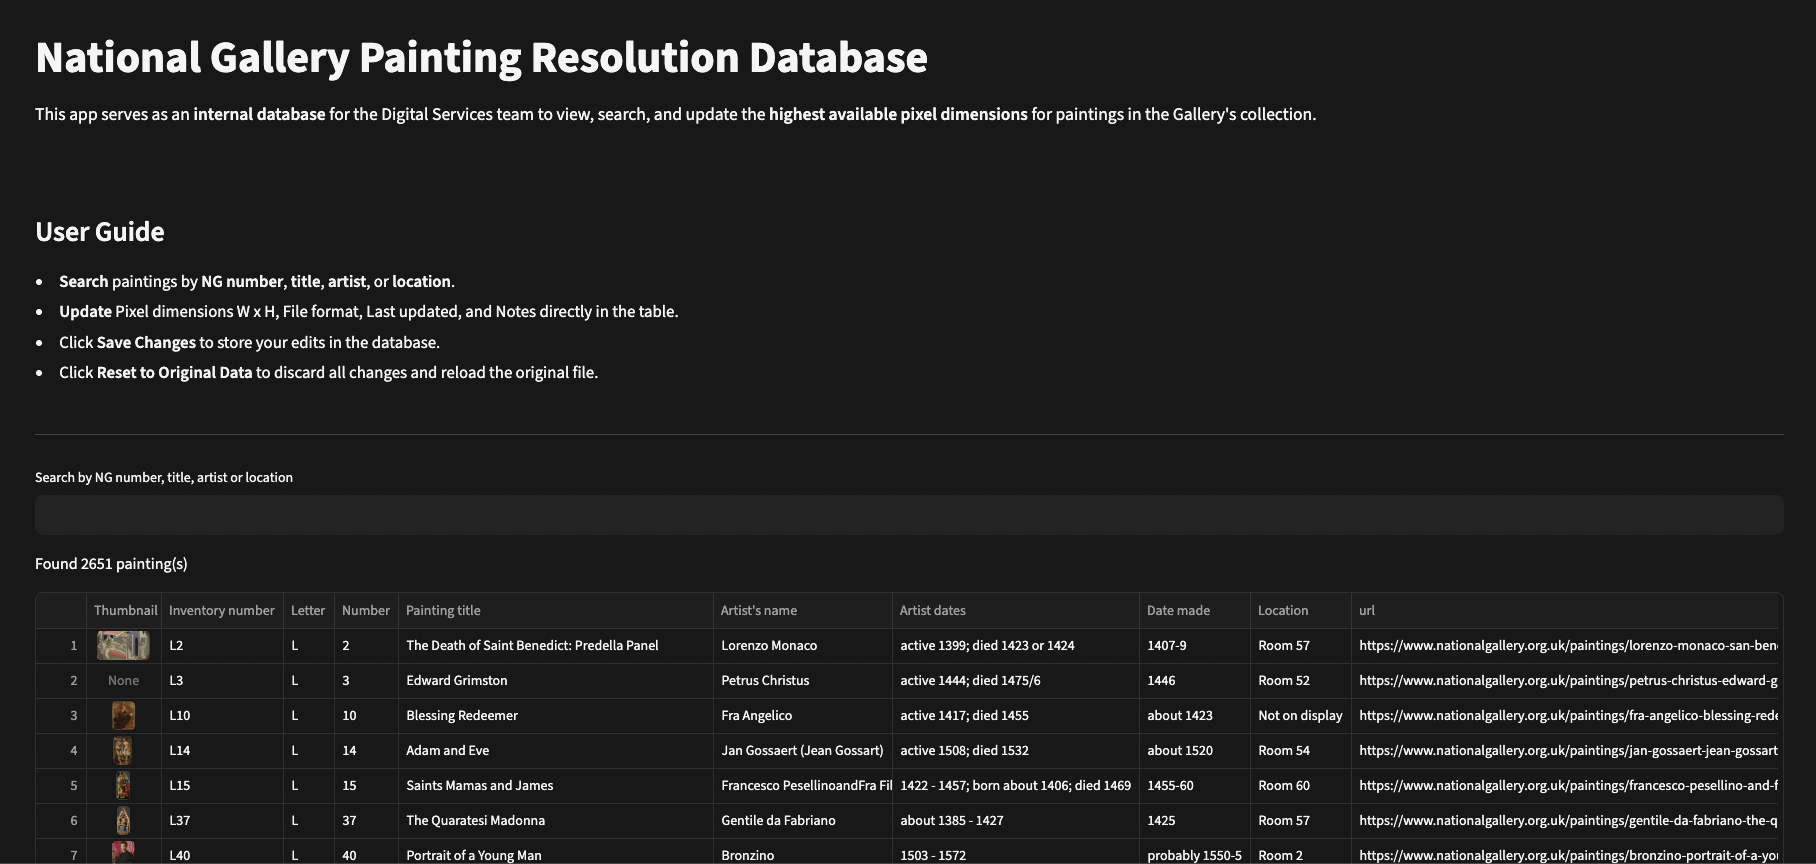 National Gallery Painting Resolution Database
This app serves as an internal database for the Digital Services team to view, search, and update the highest available pixel dimensions for paintings in the Gallery's collection.
User Guide
• Search paintings by NG number, title, artist, or location.
• Update Pixel dimensions W x H, File format, Last updated, and Notes directly in the table.
• Click Save Changes to store your edits in the database.
• Click Reset to Original Data to discard all changes and reload the original file.
Search by NG number, title, artist or location
Found 2651 painting(s)
Thumbnail Inventory number Letter Number Painting title Artist's name Artist dates Date made Location url
1 L2 L 2 The Death of Saint Benedict: Predella Panel Lorenzo Monaco active 1399; died 1423 or 1424 1407-9 Room 57 https://www.nationalgallery.org.uk/paintings/lorenzo-monaco-san-ben
2 None L3 L 3 Edward Grimston Petrus Christus active 1444; died 1475/6 1446 Room 52 https://www.nationalgallery.org.uk/paintings/petrus-christus-edward-g
3 L10 L 10 Blessing Redeemer Fra Angelico active 1417; died 1455 about 1423 Not on display https://www.nationalgallery.org.uk/paintings/fra-angelico-blessing-rede
4 L14 L 14 Adam and Eve Jan Gossaert (Jean Gossart) active 1508; died 1532 about 1520 Room 54 https://www.nationalgallery.org.uk/paintings/jan-gossaert-jean-gossart
5 L15 L 15 Saints Mamas and James Francesco PesellinoandFra Fil 1422 - 1457; born about 1406; died 1469 1455-60 Room 60 https://www.nationalgallery.org.uk/paintings/francesco-pesellino-and-f
6 L37 L 37 The Quaratesi Madonna Gentile da Fabriano about 1385 - 1427 1425 Room 57 https://www.nationalgallery.org.uk/paintings/gentile-da-fabriano-the-q
7 L40 L 40 Portrait of a Young Man Bronzino 1503 - 1572 probably 1550-5 Room 2 https://www.nationalgallery.org.uk/paintings/bronzino-portrait-of-a-yo